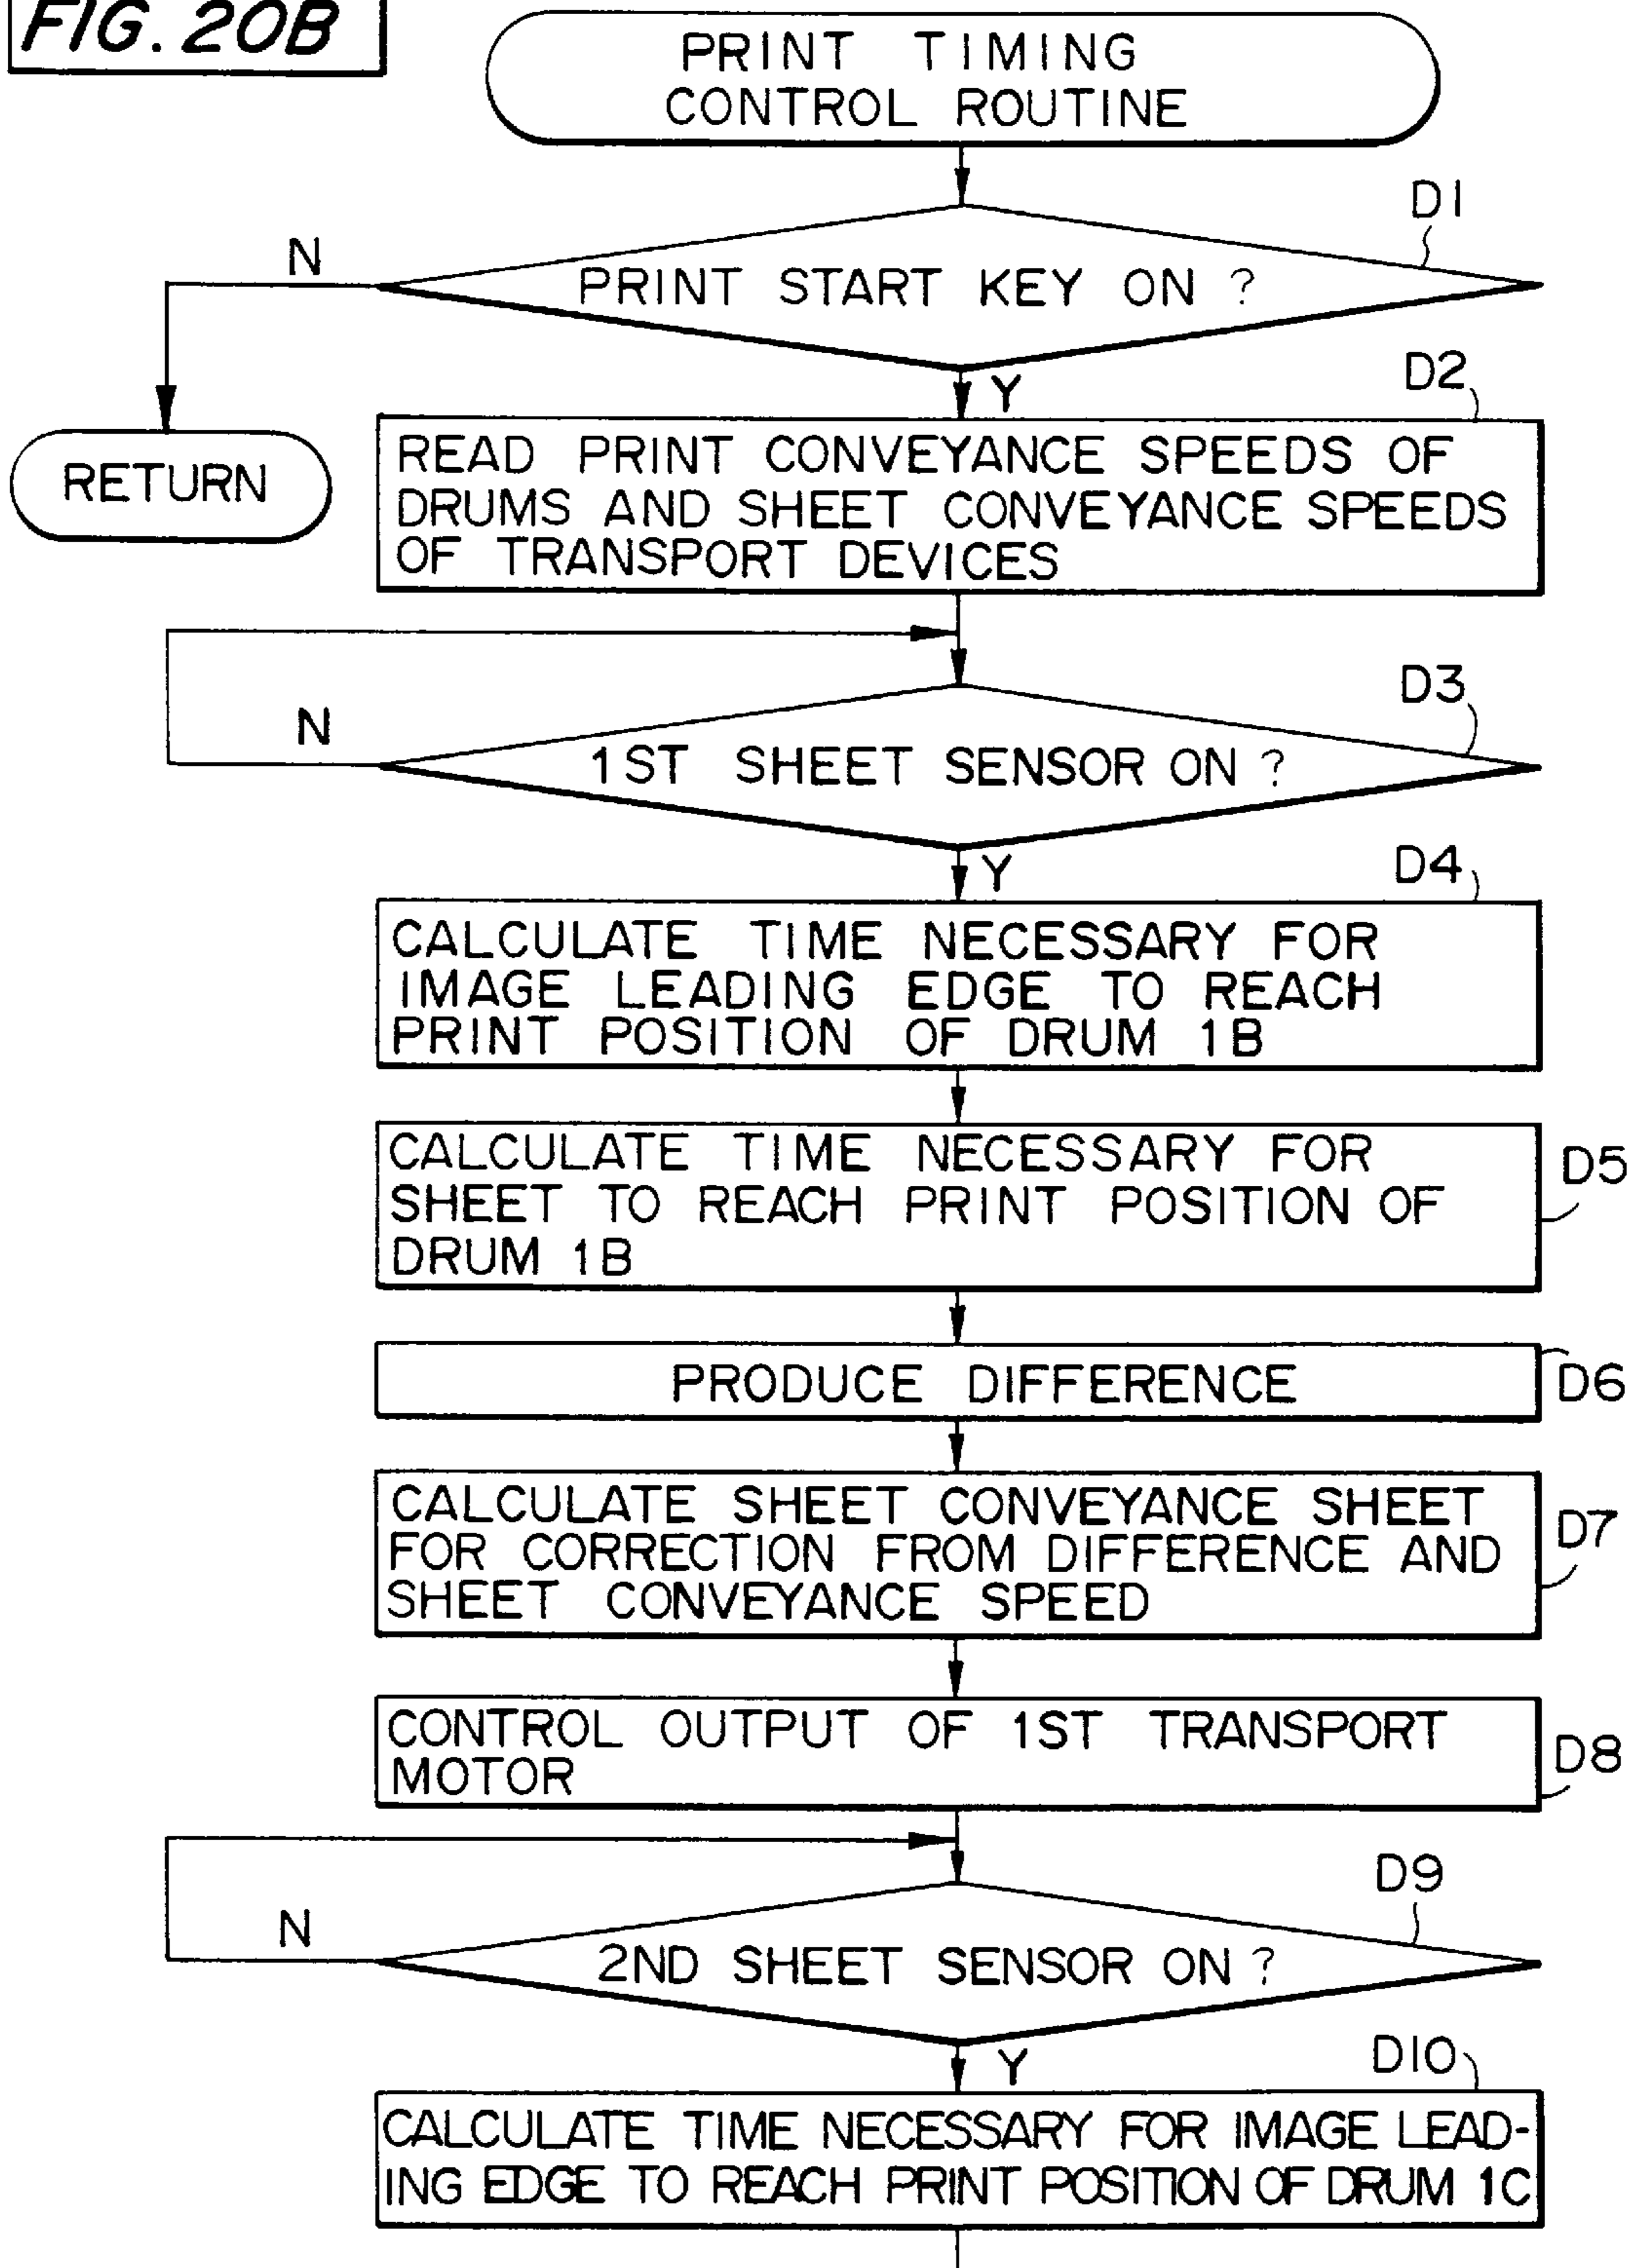 FIG. 20B
PRINT TIMING
CONTROL ROUTINE
D1
N
PRINT START KEY ON ?
Y
D2
RETURN
READ PRINT CONVEYANCE SPEEDS OF
DRUMS AND SHEET CONVEYANCE SPEEDS
OF TRANSPORT DEVICES
D3
N
1ST SHEET SENSOR ON ?
Y
D4
CALCULATE TIME NECESSARY FOR
IMAGE LEADING EDGE TO REACH
PRINT POSITION OF DRUM 1B
CALCULATE TIME NECESSARY FOR
SHEET TO REACH PRINT POSITION OF
DRUM 1B
D5
PRODUCE DIFFERENCE
D6
CALCULATE SHEET CONVEYANCE SHEET
FOR CORRECTION FROM DIFFERENCE AND
SHEET CONVEYANCE SPEED
D7
CONTROL OUTPUT OF 1ST TRANSPORT
MOTOR
D8
D9
N
2ND SHEET SENSOR ON ?
Y
D10
CALCULATE TIME NECESSARY FOR IMAGE LEAD-
ING EDGE TO REACH PRINT POSITION OF DRUM 1C